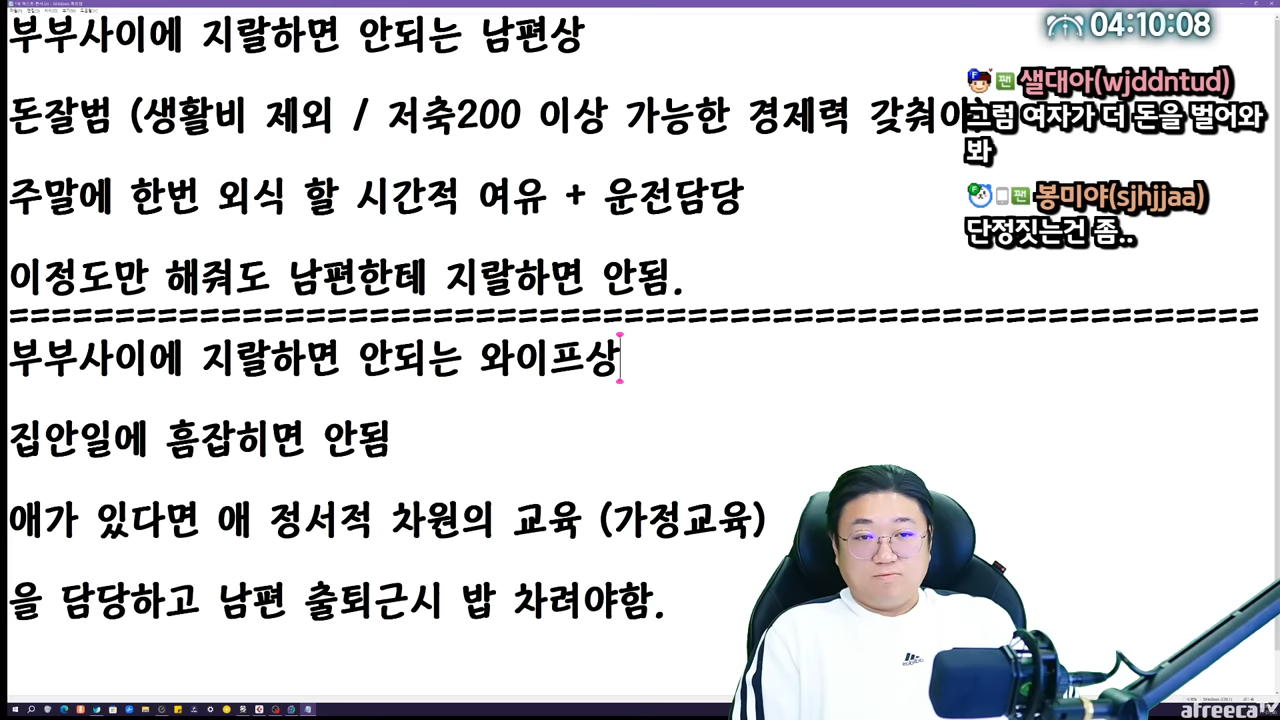 부부사이에 지랄하면 안되는 남편상
돈잘범 (생활비 제외 / 저축200 이상 가능한 경제력 갖춰야)
주말에 한번 외식 할 시간적 여유 + 운전담당
이정도만 해줘도 남편한테 지랄하면 안됨.
===========================================================
부부사이에 지랄하면 안되는 와이프상
집안일에 흠잡히면 안됨
애가 있다면 애 정서적 차원의 교육 (가정교육)
을 담당하고 남편 출퇴근시 밥 차려야함.
04:10:08
샐대아(wjddntud)
그럼 여자가 더 돈을 벌어와
봐
봉미야(sjhjjaa)
단정짓는건 좀..
afreecaTV